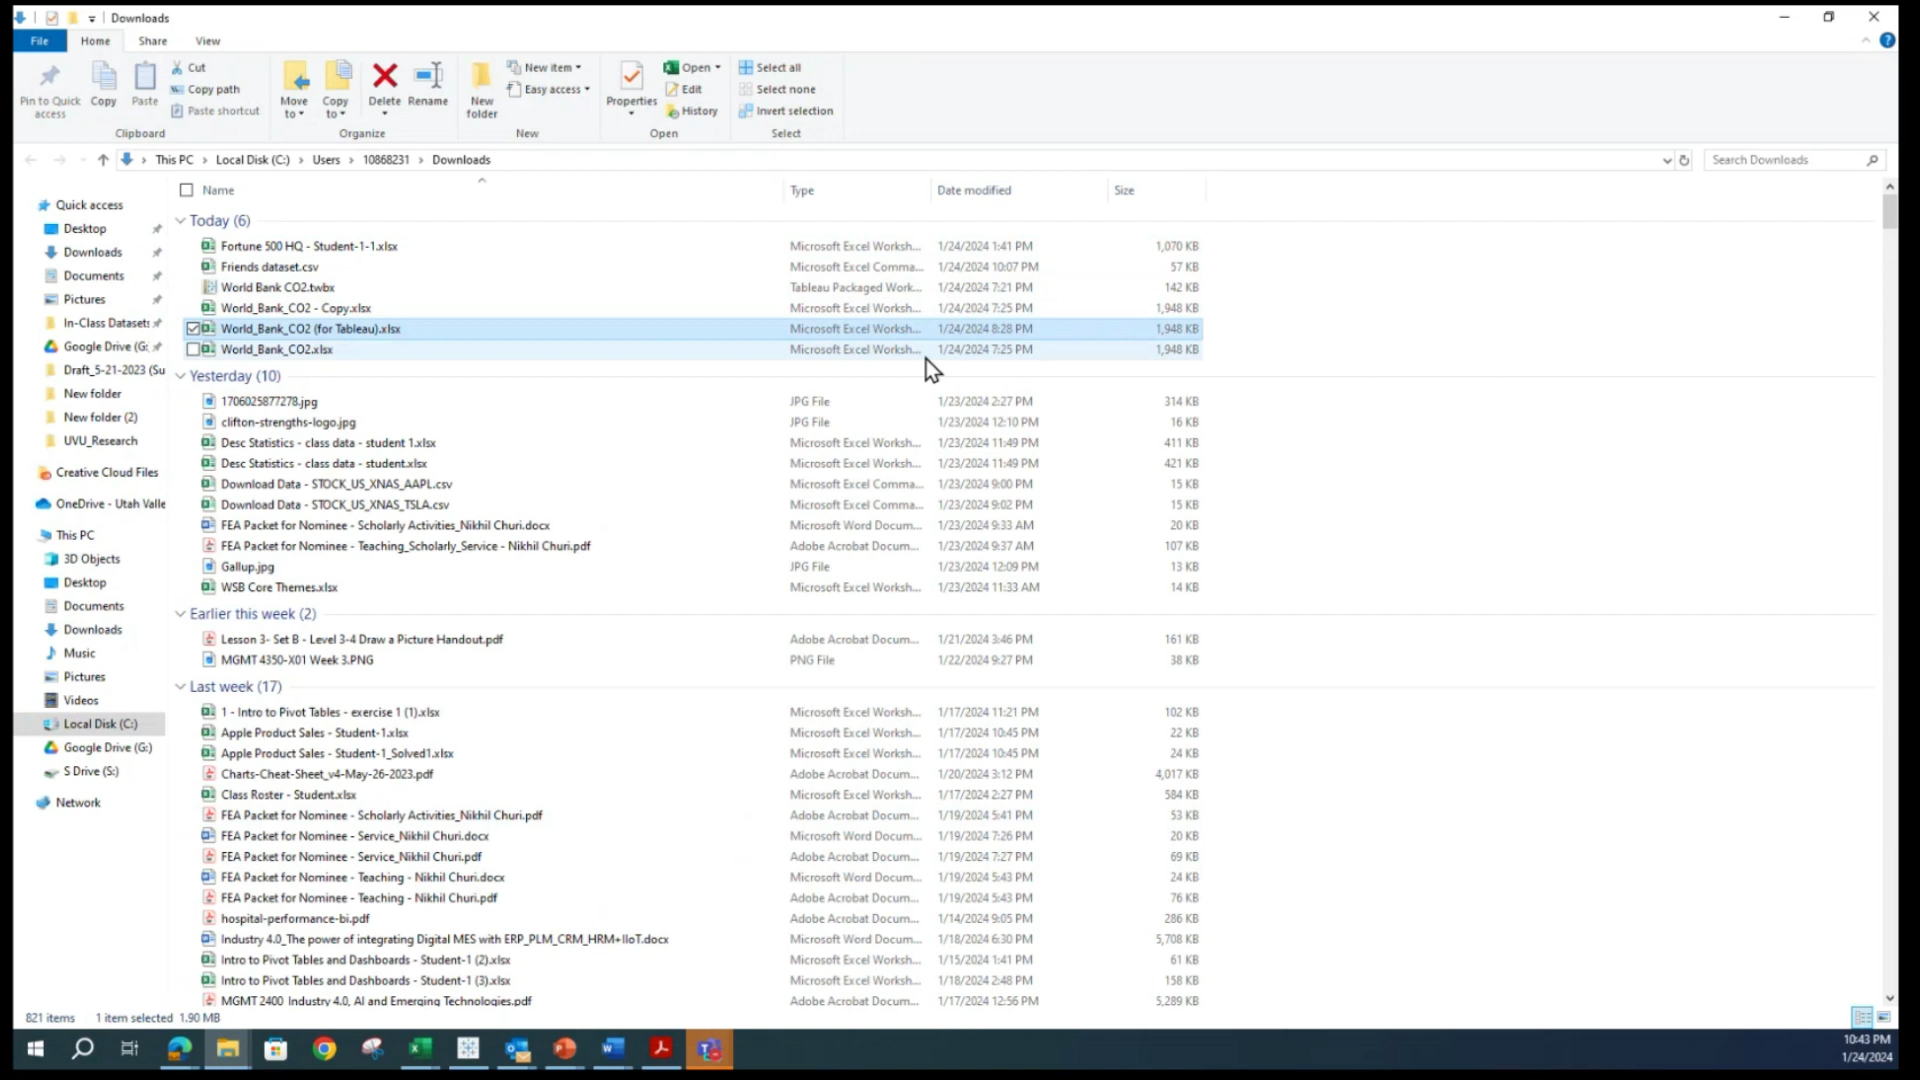 Downloads
File Home Share View
Pin to Quick access
Copy
Paste
Cut
Copy path
Paste shortcut
Clipboard
Move to
Copy to
Delete
Rename
Organize
New folder
New item
Easy access
New
Properties
Open
Edit
History
Open
Select all
Select none
Invert selection
Select
This PC > Local Disk (C:) > Users > 10868231 > Downloads
Search Downloads
Quick access
Desktop
Downloads
Documents
Pictures
In-Class Dataset:
Google Drive (G:
Draft_5-21-2023 (Su
New folder
New folder (2)
UVU_Research
Creative Cloud Files
OneDrive - Utah Valle
This PC
3D Objects
Desktop
Documents
Downloads
Music
Pictures
Videos
Local Disk (C:)
Google Drive (G:)
S Drive (S:)
Network
Name Type Date modified Size
Today (6)
Fortune 500 HQ - Student-1-1.xlsx Microsoft Excel Worksh... 1/24/2024 1:41 PM 1,070 KB
Friends dataset.csv Microsoft Excel Comma... 1/24/2024 10:07 PM 57 KB
World Bank CO2.twbx Tableau Packaged Work... 1/24/2024 7:21 PM 142 KB
World_Bank_CO2 - Copy.xlsx Microsoft Excel Worksh... 1/24/2024 7:25 PM 1,948 KB
World_Bank_CO2 (for Tableau).xlsx Microsoft Excel Worksh... 1/24/2024 8:28 PM 1,948 KB
World_Bank_CO2.xlsx Microsoft Excel Worksh... 1/24/2024 7:25 PM 1,948 KB
Yesterday (10)
1706025877278.jpg JPG File 1/23/2024 2:27 PM 314 KB
clifton-strengths-logo.jpg JPG File 1/23/2024 12:10 PM 16 KB
Desc Statistics - class data - student 1.xlsx Microsoft Excel Worksh... 1/23/2024 11:49 PM 411 KB
Desc Statistics - class data - student.xlsx Microsoft Excel Worksh... 1/23/2024 11:49 PM 421 KB
Download Data - STOCK_US_XNAS_AAPL.csv Microsoft Excel Comma... 1/23/2024 9:00 PM 15 KB
Download Data - STOCK_US_XNAS_TSLA.csv Microsoft Excel Comma... 1/23/2024 9:02 PM 15 KB
FEA Packet for Nominee - Scholarly Activities_Nikhil Churi.docx Microsoft Word Docum... 1/23/2024 9:33 AM 20 KB
FEA Packet for Nominee - Teaching_Scholarly_Service - Nikhil Churi.pdf Adobe Acrobat Docum... 1/23/2024 9:37 AM 107 KB
Gallup.jpg JPG File 1/23/2024 12:09 PM 13 KB
WSB Core Themes.xlsx Microsoft Excel Worksh... 1/23/2024 11:33 AM 14 KB
Earlier this week (2)
Lesson 3- Set B - Level 3-4 Draw a Picture Handout.pdf Adobe Acrobat Docum... 1/21/2024 3:46 PM 161 KB
MGMT 4350-X01 Week 3.PNG PNG File 1/22/2024 9:27 PM 38 KB
Last week (17)
1 - Intro to Pivot Tables - exercise 1 (1).xlsx Microsoft Excel Worksh... 1/17/2024 11:21 PM 102 KB
Apple Product Sales - Student-1.xlsx Microsoft Excel Worksh... 1/17/2024 10:45 PM 22 KB
Apple Product Sales - Student-1_Solved1.xlsx Microsoft Excel Worksh... 1/17/2024 10:45 PM 24 KB
Charts-Cheat-Sheet_v4-May-26-2023.pdf Adobe Acrobat Docum... 1/20/2024 3:12 PM 4,017 KB
Class Roster - Student.xlsx Microsoft Excel Worksh... 1/17/2024 2:27 PM 584 KB
FEA Packet for Nominee - Scholarly Activities_Nikhil Churi.pdf Adobe Acrobat Docum... 1/19/2024 5:41 PM 53 KB
FEA Packet for Nominee - Service_Nikhil Churi.docx Microsoft Word Docum... 1/19/2024 7:26 PM 20 KB
FEA Packet for Nominee - Service_Nikhil Churi.pdf Adobe Acrobat Docum... 1/19/2024 7:27 PM 69 KB
FEA Packet for Nominee - Teaching - Nikhil Churi.docx Microsoft Word Docum... 1/19/2024 5:43 PM 24 KB
FEA Packet for Nominee - Teaching - Nikhil Churi.pdf Adobe Acrobat Docum... 1/19/2024 5:43 PM 76 KB
hospital-performance-bi.pdf Adobe Acrobat Docum... 1/14/2024 9:05 PM 286 KB
Industry 4.0_The power of integrating Digital MES with ERP_PLM_CRM_HRM+IIoT.docx Microsoft Word Docum... 1/18/2024 6:30 PM 5,708 KB
Intro to Pivot Tables and Dashboards - Student-1 (2).xlsx Microsoft Excel Worksh... 1/15/2024 1:41 PM 61 KB
Intro to Pivot Tables and Dashboards - Student-1 (3).xlsx Microsoft Excel Worksh... 1/18/2024 2:48 PM 158 KB
MGMT 2400 Industry 4.0, AI and Emerging Technologies.pdf Adobe Acrobat Docum... 1/17/2024 12:56 PM 5,289 KB
821 items 1 item selected 1.90 MB
10:43 PM
1/24/2024